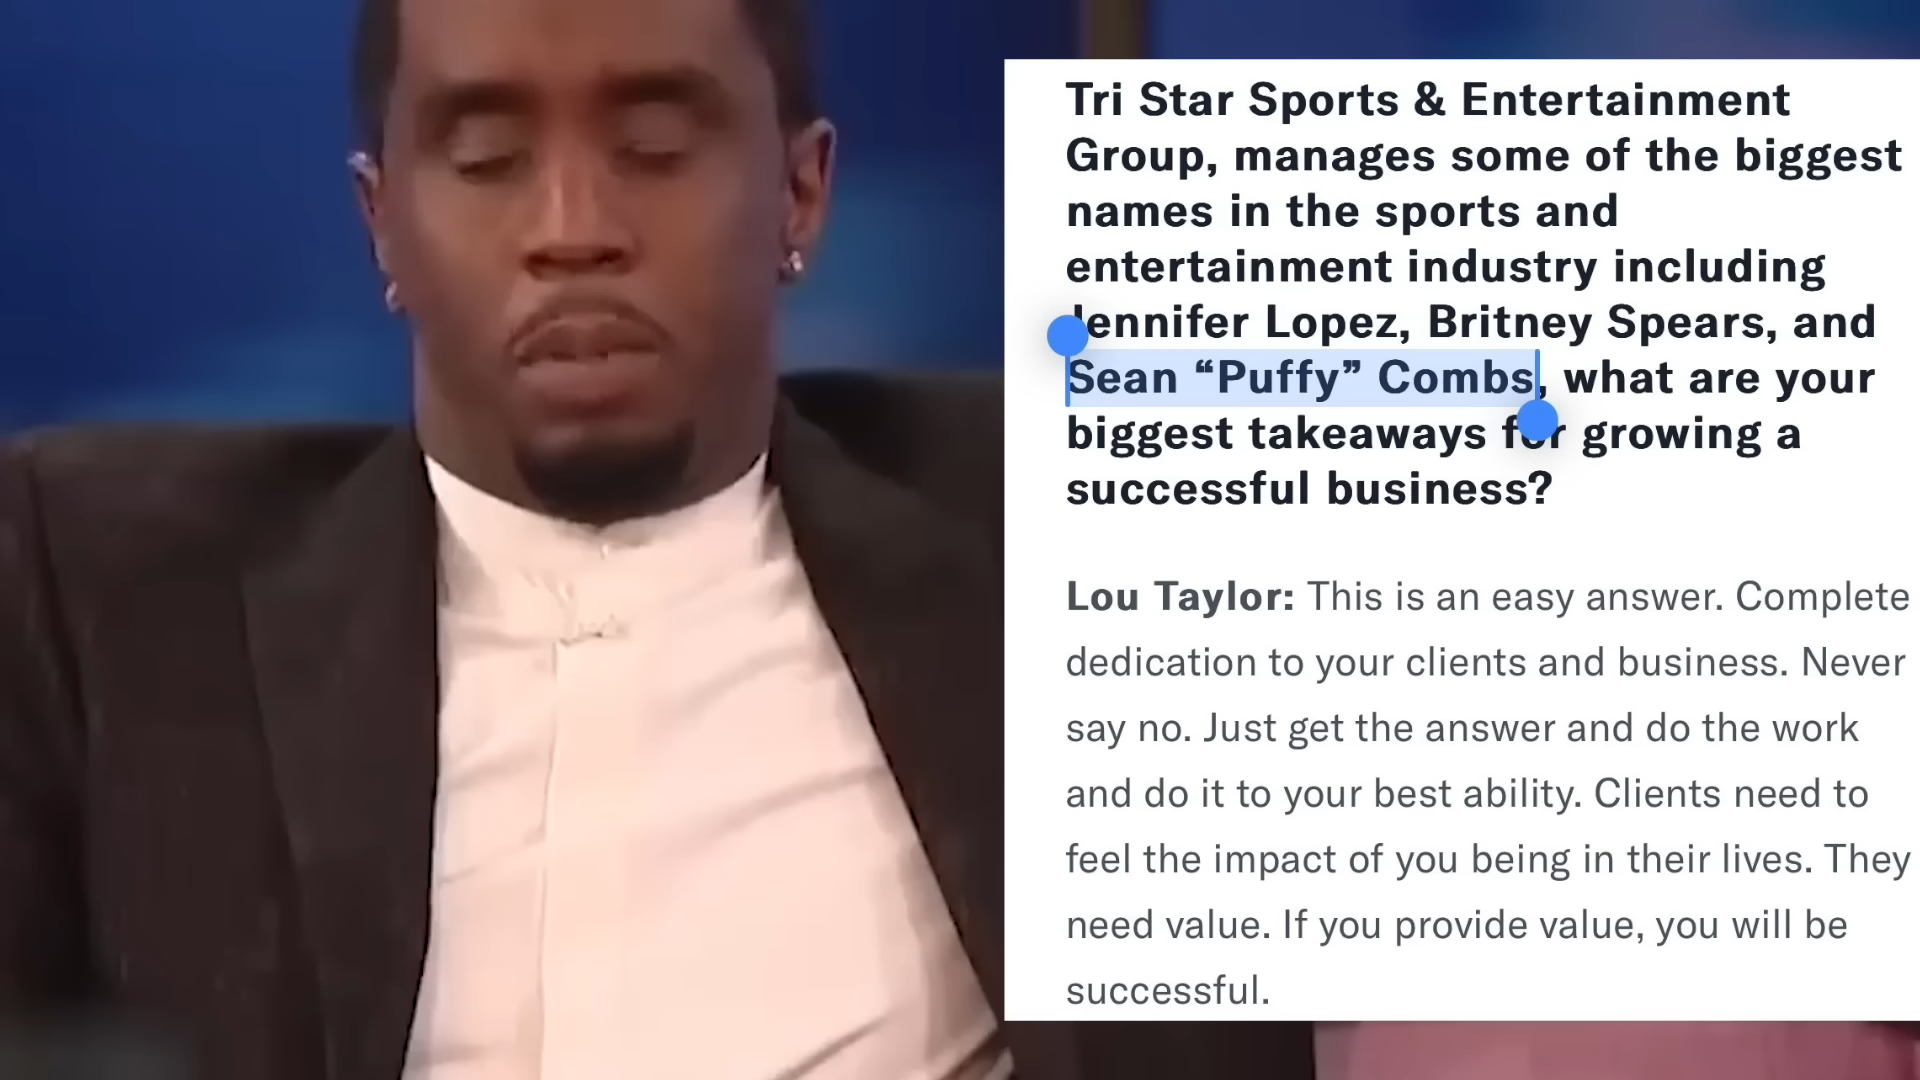 Tri Star Sports & Entertainment
Group, manages some of the biggest
names in the sports and
entertainment industry including
Jennifer Lopez, Britney Spears, and
Sean “Puffy” Combs, what are your
biggest takeaways for growing a
successful business?
Lou Taylor: This is an easy answer. Complete
dedication to your clients and business. Never
say no. Just get the answer and do the work
and do it to your best ability. Clients need to
feel the impact of you being in their lives. They
need value. If you provide value, you will be
successful.